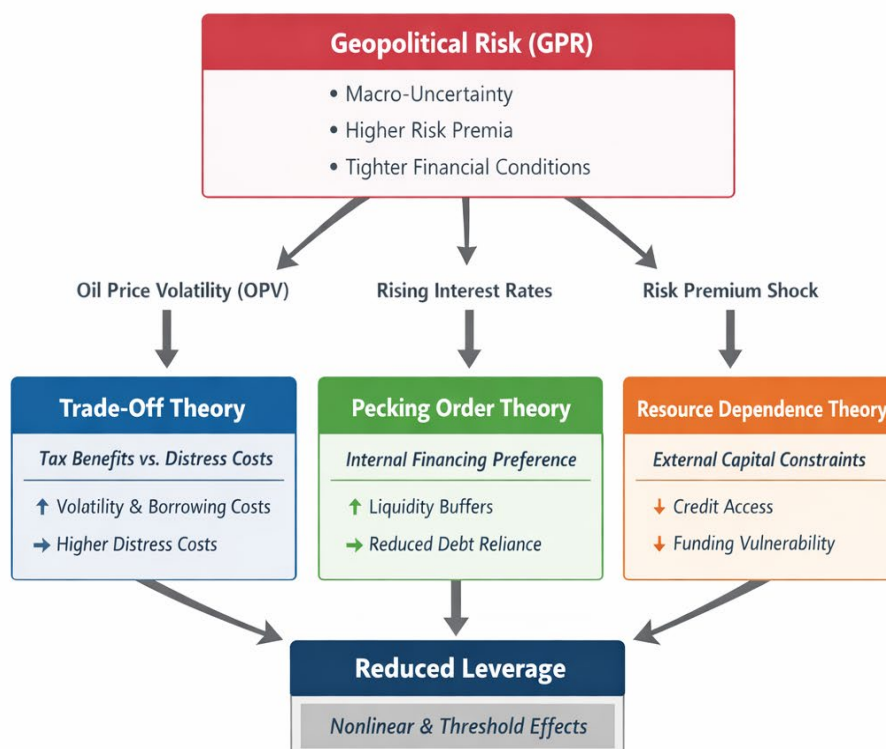 Geopolitical Risk (GPR)
• Macro-Uncertainty
• Higher Risk Premia
• Tighter Financial Conditions
Oil Price Volatility (OPV)
Rising Interest Rates
Risk Premium Shock
Trade-Off Theory
Tax Benefits vs. Distress Costs
↑ Volatility & Borrowing Costs
→ Higher Distress Costs
Pecking Order Theory
Internal Financing Preference
↑ Liquidity Buffers
→ Reduced Debt Reliance
Resource Dependence Theory
External Capital Constraints
↓ Credit Access
↓ Funding Vulnerability
Reduced Leverage
Nonlinear & Threshold Effects